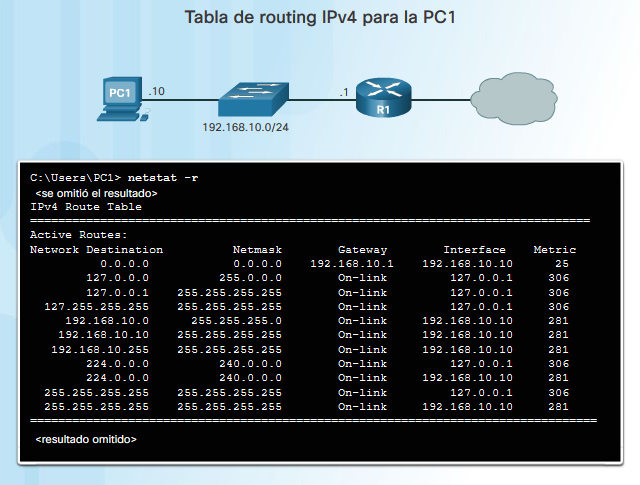 Tabla de routing IPv4 para la PC1
PC1 .10 .1 R1
192.168.10.0/24
C:\Users\PC1> netstat -r
<se omitió el resultado>
IPv4 Route Table
===========================================================================
Active Routes:
Network Destination Netmask Gateway Interface Metric
0.0.0.0 0.0.0.0 192.168.10.1 192.168.10.10 25
127.0.0.0 255.0.0.0 On-link 127.0.0.1 306
127.0.0.1 255.255.255.255 On-link 127.0.0.1 306
127.255.255.255 255.255.255.255 On-link 127.0.0.1 306
192.168.10.0 255.255.255.0 On-link 192.168.10.10 281
192.168.10.10 255.255.255.255 On-link 192.168.10.10 281
192.168.10.255 255.255.255.255 On-link 192.168.10.10 281
224.0.0.0 240.0.0.0 On-link 127.0.0.1 306
224.0.0.0 240.0.0.0 On-link 192.168.10.10 281
255.255.255.255 255.255.255.255 On-link 127.0.0.1 306
255.255.255.255 255.255.255.255 On-link 192.168.10.10 281
===========================================================================
<resultado omitido>